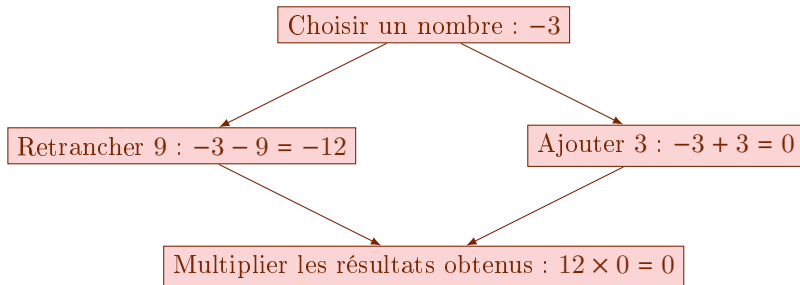 Choisir un nombre : −3
Retrancher 9 : −3 − 9 = −12
Ajouter 3 : −3 + 3 = 0
Multiplier les résultats obtenus : 12 × 0 = 0